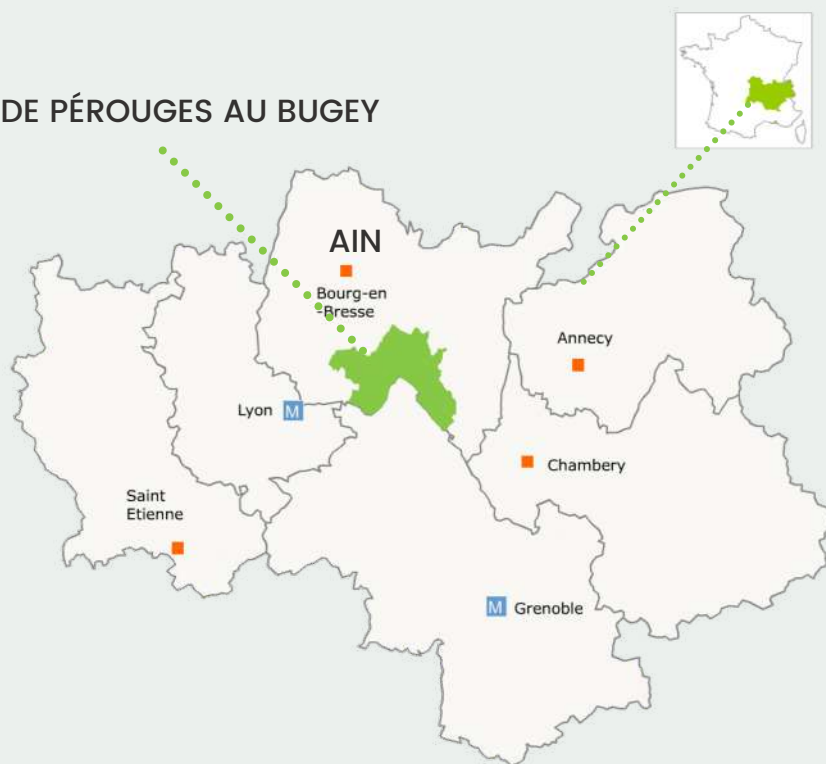 DE PÉROUGES AU BUGEY
AIN
Bourg-en
-Bresse
Annecy
Lyon M
Chambery
Saint
Etienne
M Grenoble